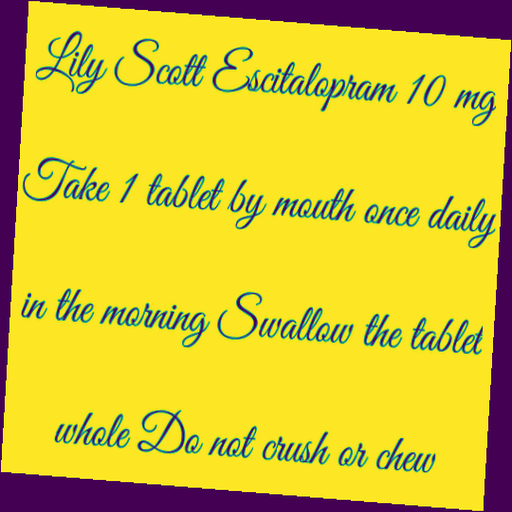 Lily Scott Escitalopram 10 mg
Take 1 tablet by mouth once daily
in the morning Swallow the tablet
whole Do not crush or chew